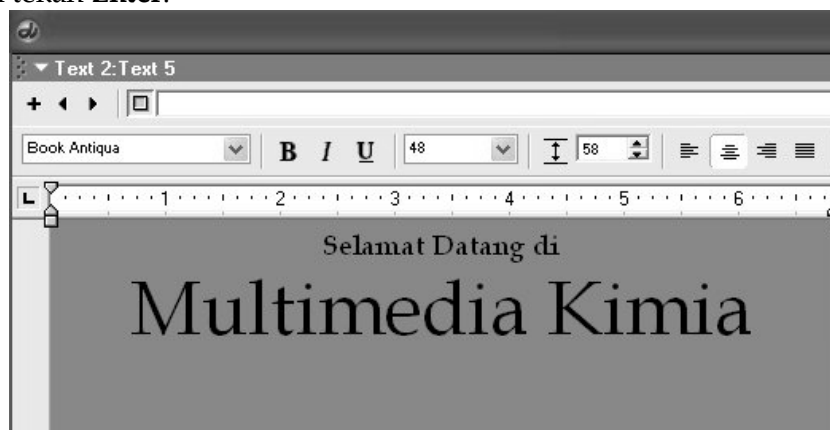 Enter.
Text 2:Text 5
Book Antiqua B I U 48 58
1 2 3 4 5 6
Selamat Datang di
Multimedia Kimia